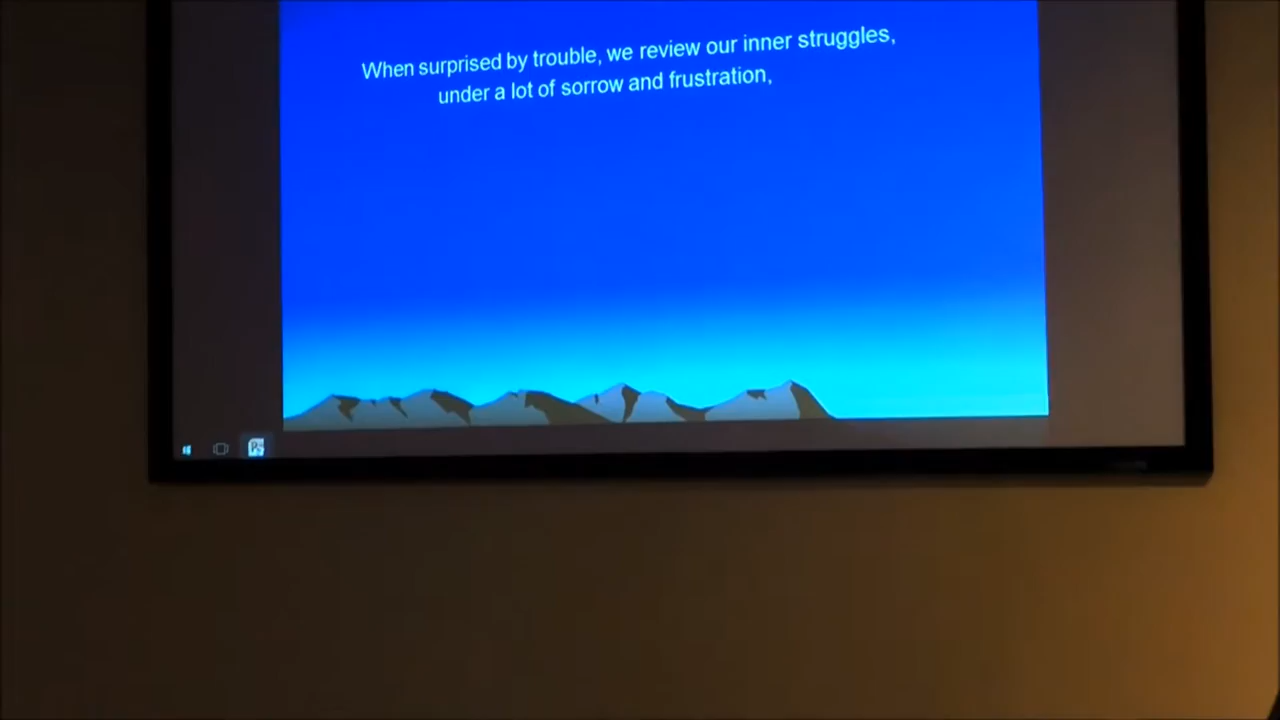 When surprised by trouble, we review our inner struggles,
under a lot of sorrow and frustration,